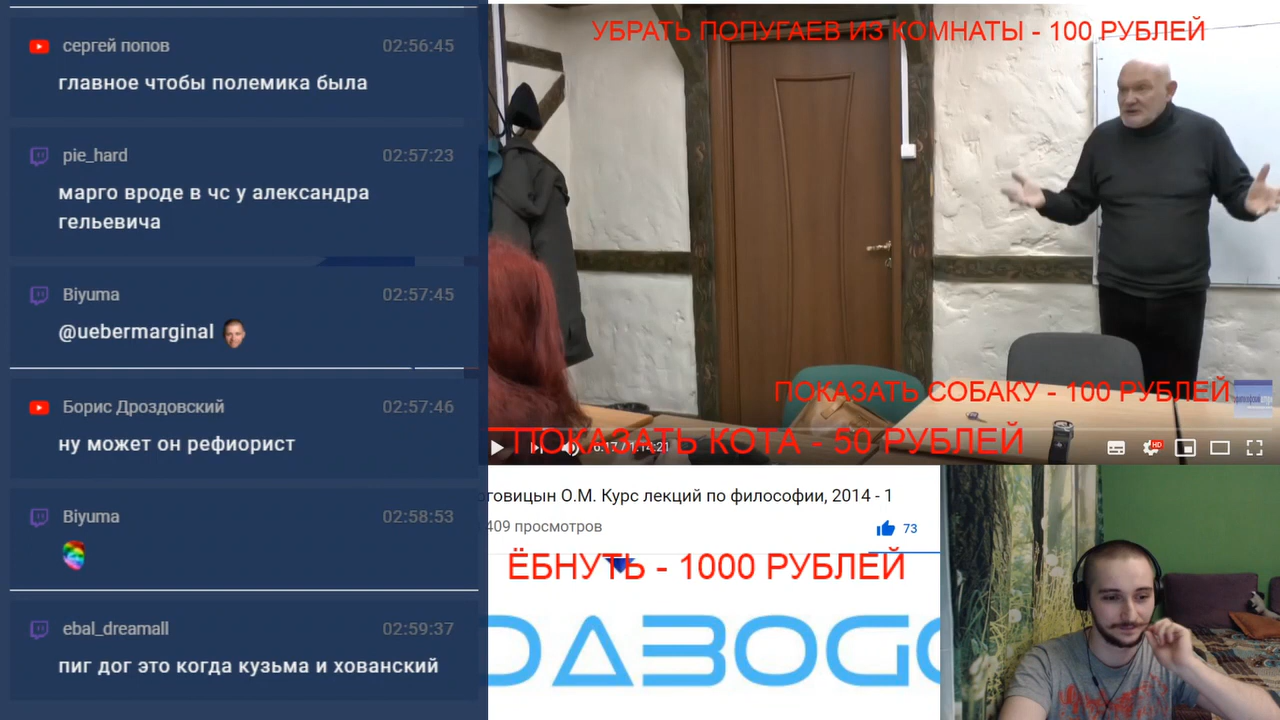 сергей попов 02:56:45
главное чтобы полемика была
pie_hard 02:57:23
марго вроде в чс у александра
гельевича
Biyuma 02:57:45
@uebermarginal
Борис Дроздовский 02:57:46
ну может он рефиорист
Biyuma 02:58:53
ebal_dreamall 02:59:37
пиг дог это когда кузьма и хованский
УБРАТЬ ПОПУГАЕВ ИЗ КОМНАТЫ - 100 РУБЛЕЙ
ПОКАЗАТЬ СОБАКУ - 100 РУБЛЕЙ
ПОКАЗАТЬ КОТА - 50 РУБЛЕЙ
HD
говицын О.М. Курс лекций по философии, 2014 - 1
409 просмотров
73
ЁБНУТЬ - 1000 РУБЛЕЙ